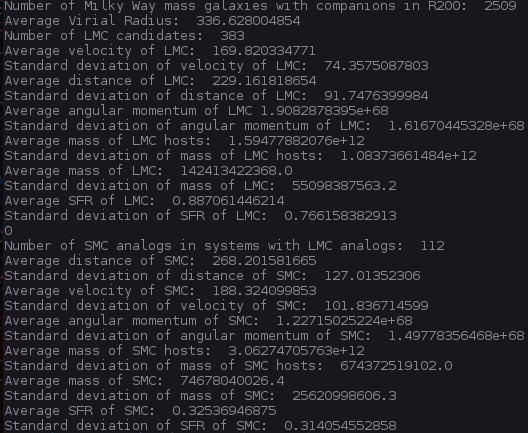 Number of Milky Way mass galaxies with companions in R200:  2509
Average Virial Radius:  336.628004854
Number of LMC candidates:  383
Average velocity of LMC:  169.820334771
Standard deviation of velocity of LMC:  74.3575087803
Average distance of LMC:  229.161818654
Standard deviation of distance of LMC:  91.7476399984
Average angular momentum of LMC 1.9082878395e+68
Standard deviation of angular momentum of LMC:  1.61670445328e+68
Average mass of LMC hosts:  1.59477882076e+12
Standard deviation of mass of LMC hosts:  1.08373661484e+12
Average mass of LMC:  142413422368.0
Standard deviation of mass of LMC:  55098387563.2
Average SFR of LMC:  0.887061446214
Standard deviation of SFR of LMC:  0.766158382913
0
Number of SMC analogs in systems with LMC analogs:  112
Average distance of SMC:  268.201581665
Standard deviation of distance of SMC:  127.01352306
Average velocity of SMC:  188.324099853
Standard deviation of velocity of SMC:  101.836714599
Average angular momentum of SMC:  1.22715025224e+68
Standard deviation of angular momentum of SMC:  1.49778356468e+68
Average mass of SMC hosts:  3.06274705763e+12
Standard deviation of mass of SMC hosts:  674372519102.0
Average mass of SMC:  74678040026.4
Standard deviation of mass of SMC:  25620998606.3
Average SFR of SMC:  0.32536946875
Standard deviation of SFR of SMC:  0.314054552858